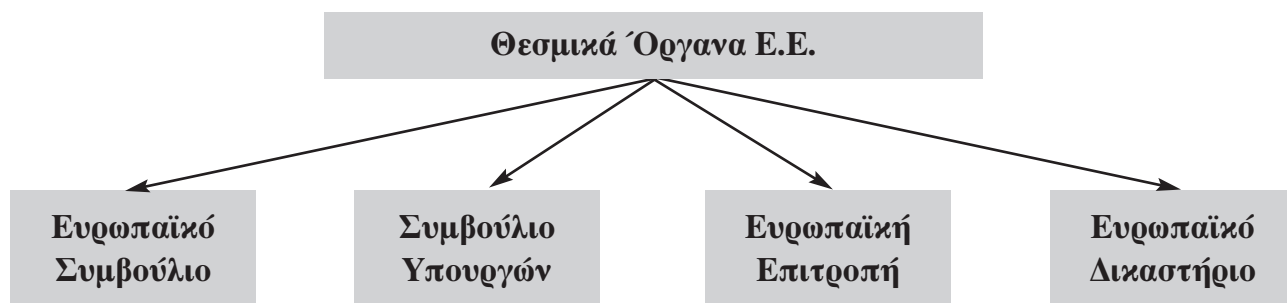 Θεσμικά Όργανα Ε.Ε.
Ευρωπαϊκό
Συμβούλιο
Συμβούλιο
Υπουργών
Ευρωπαϊκή
Επιτροπή
Ευρωπαϊκό
Δικαστήριο